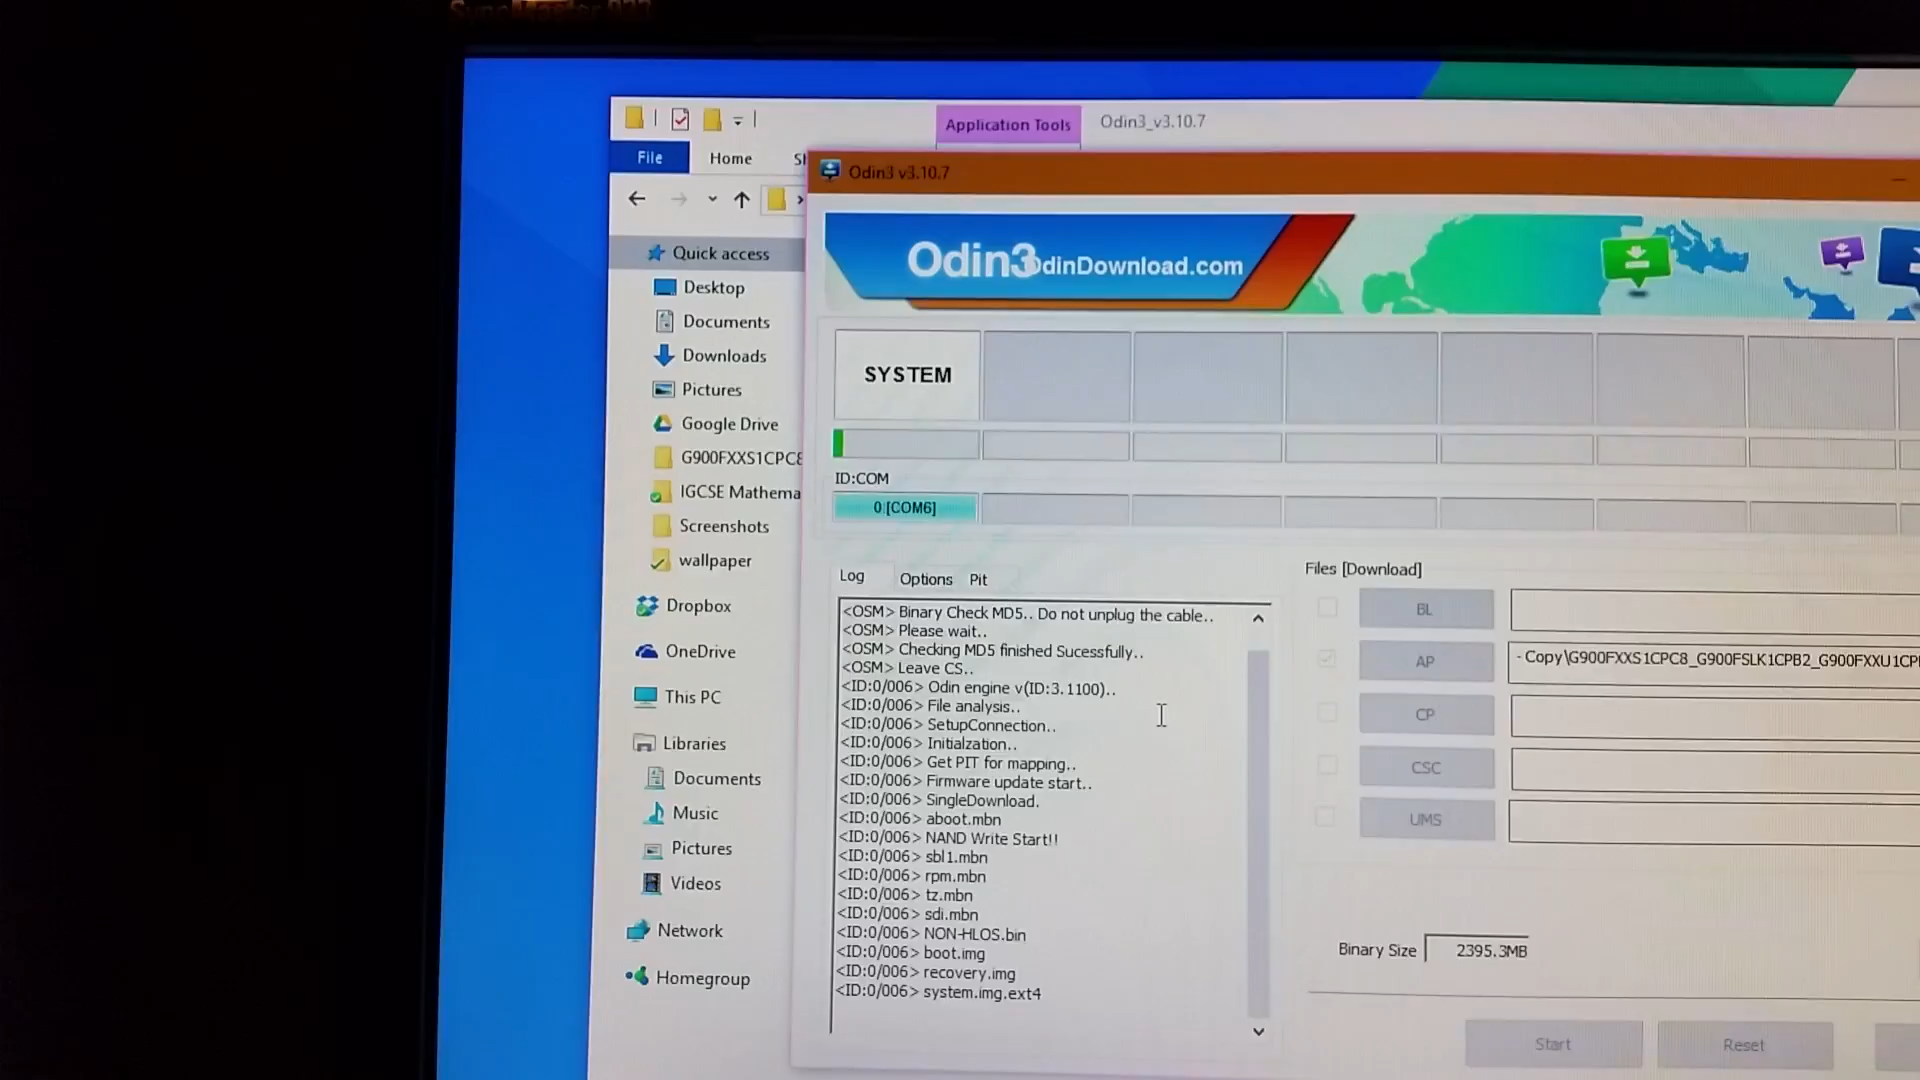 Application Tools
Odin3_v3.10.7
File
Home
Odin3 v3.10.7
Odin3
dinDownload.com
Quick access
Desktop
Documents
Downloads
Pictures
Google Drive
G900FXXS1CPC8
IGCSE Mathema
Screenshots
wallpaper
Dropbox
OneDrive
This PC
Libraries
Documents
Music
Pictures
Videos
Network
Homegroup
SYSTEM
ID:COM
0:[COM6]
Log
Options
Pit
<OSM> Binary Check MD5.. Do not unplug the cable..
<OSM> Please wait..
<OSM> Checking MD5 finished Sucessfully..
<OSM> Leave CS..
<ID:0/006> Odin engine v(ID:3.1100)..
<ID:0/006> File analysis..
<ID:0/006> SetupConnection..
<ID:0/006> Initialzation..
<ID:0/006> Get PIT for mapping..
<ID:0/006> Firmware update start..
<ID:0/006> SingleDownload.
<ID:0/006> aboot.mbn
<ID:0/006> NAND Write Start!!
<ID:0/006> sbl1.mbn
<ID:0/006> rpm.mbn
<ID:0/006> tz.mbn
<ID:0/006> sdi.mbn
<ID:0/006> NON-HLOS.bin
<ID:0/006> boot.img
<ID:0/006> recovery.img
<ID:0/006> system.img.ext4
Files [Download]
BL
AP
- Copy\G900FXXS1CPC8_G900FSLK1CPB2_G900FXXU1CP
CP
CSC
UMS
Binary Size
2395.3MB
Start
Reset